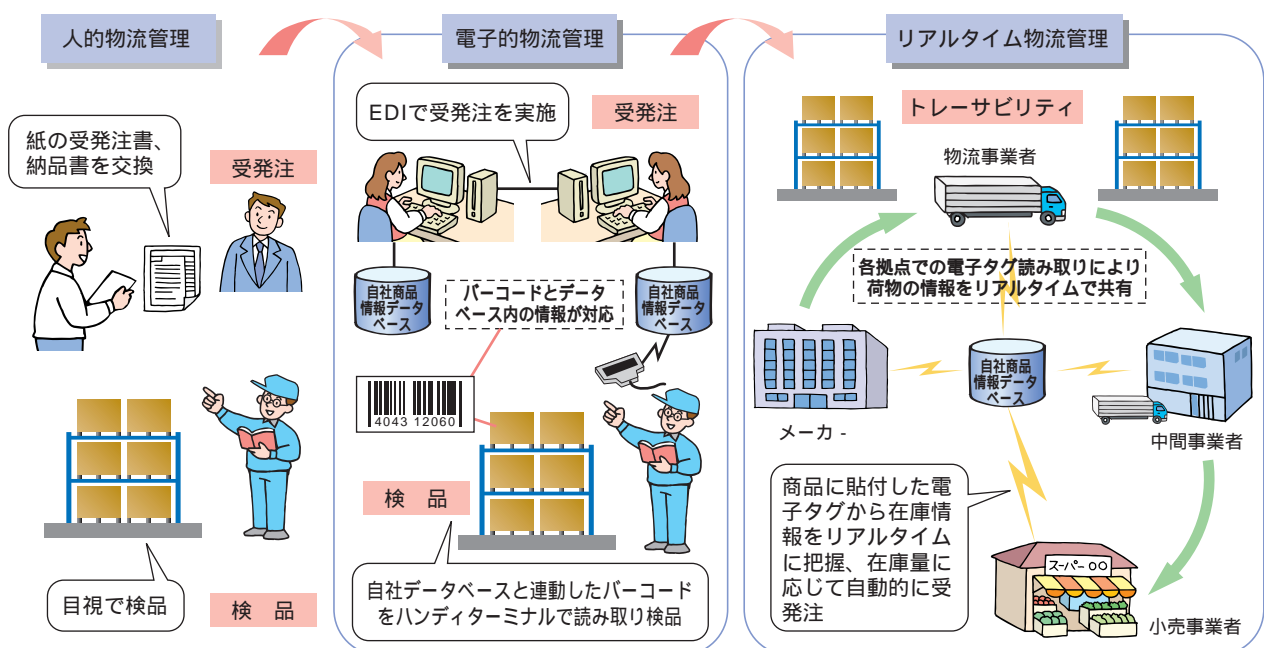 人的物流管理
紙の受発注書、
納品書を交換
受発注
目視で検品
検 品
電子的物流管理
EDIで受発注を実施
受発注
自社商品
情報データ
ベース
バーコードとデータ
ベース内の情報が対応
自社商品
情報データ
ベース
4043 12060
検 品
自社データベースと連動したバーコード
をハンディターミナルで読み取り検品
リアルタイム物流管理
トレーサビリティ
物流事業者
各拠点での電子タグ読み取りにより
荷物の情報をリアルタイムで共有
自社商品
情報データ
ベース
メーカ -
中間事業者
商品に貼付した電
子タグから在庫情
報をリアルタイム
に把握、在庫量に
応じて自動的に受
発注
スーパー ○○
小売事業者